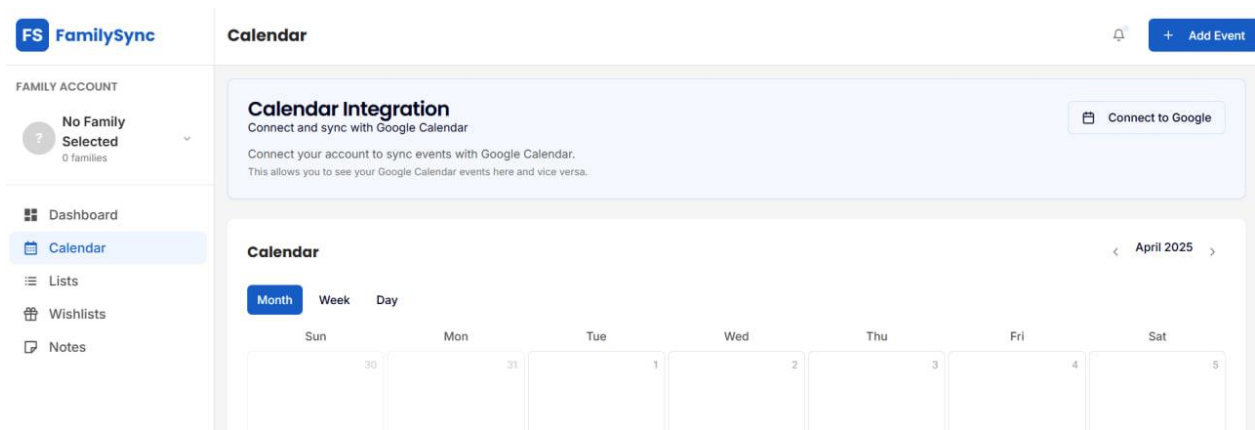 FS FamilySync
Calendar
+ Add Event
FAMILY ACCOUNT
?
No Family
Selected
0 families
Dashboard
Calendar
Lists
Wishlists
Notes
Calendar Integration
Connect and sync with Google Calendar
Connect to Google
Connect your account to sync events with Google Calendar.
This allows you to see your Google Calendar events here and vice versa.
Calendar
April 2025
Month Week Day
Sun Mon Tue Wed Thu Fri Sat
30 31 1 2 3 4 5